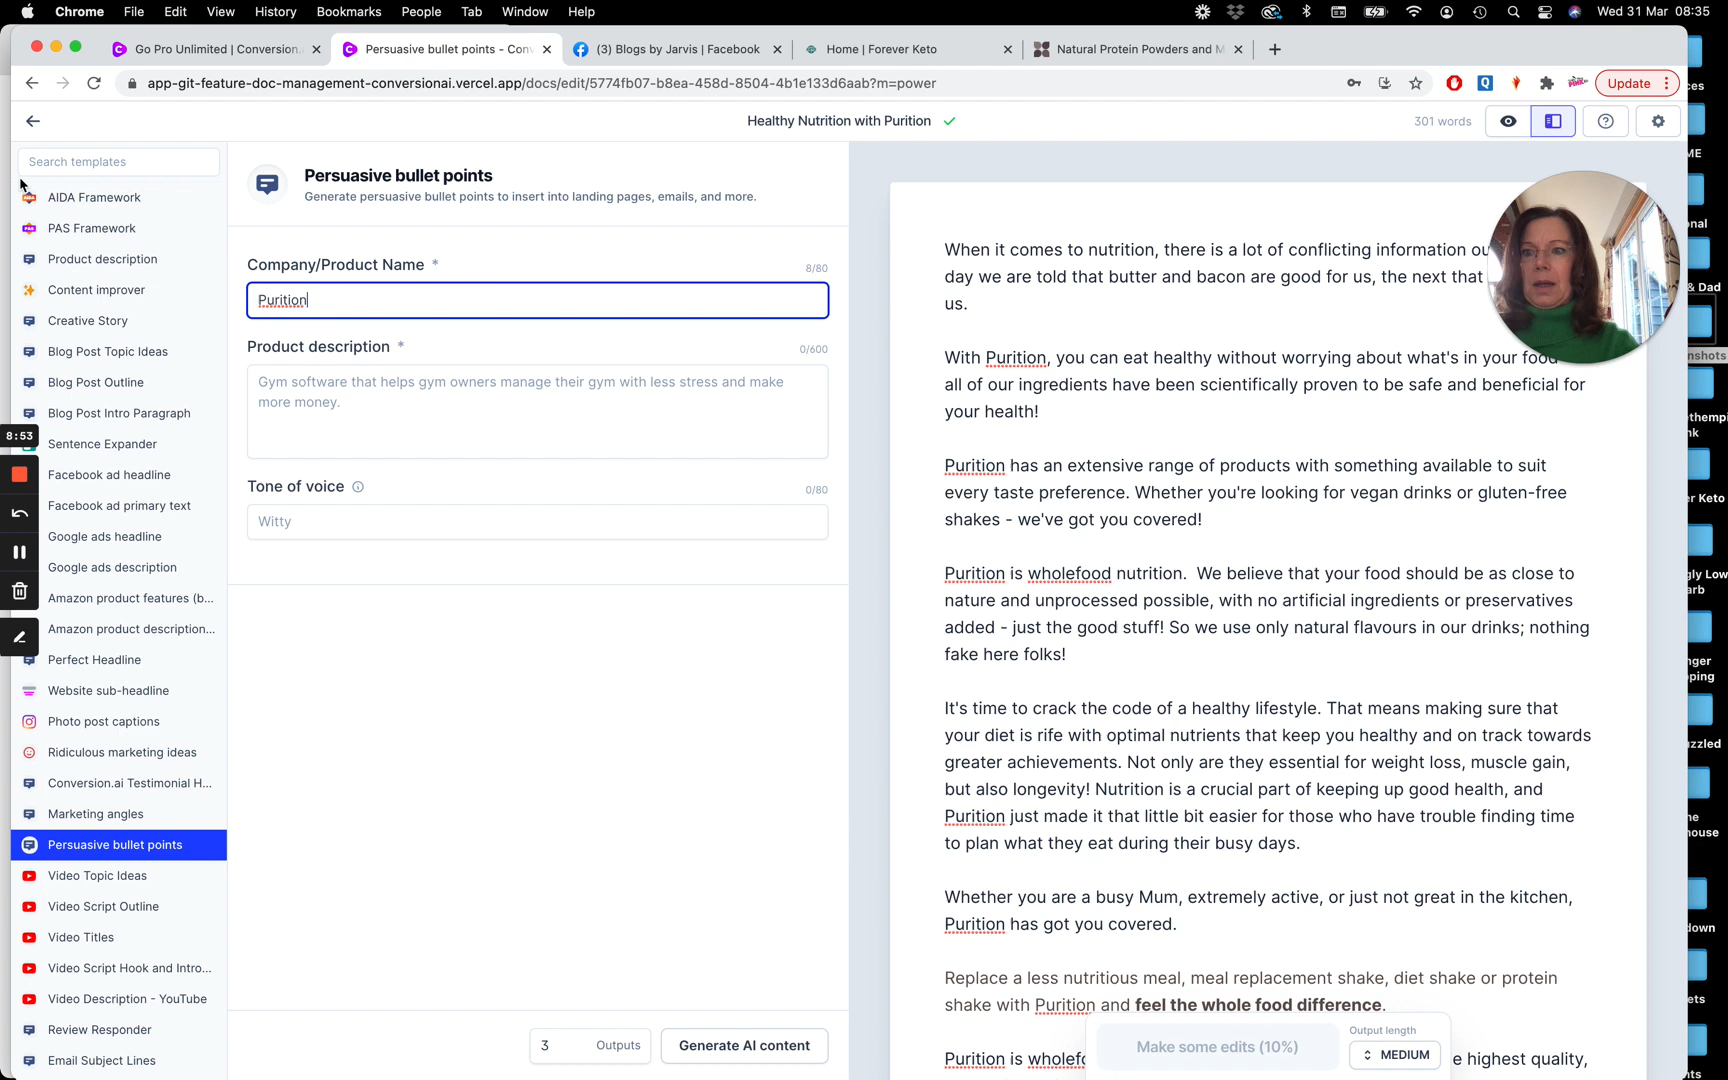 Chrome File Edit View History Bookmarks People Tab Window Help
Wed 31 Mar 08:35
Go Pro Unlimited | Conversion.
Persuasive bullet points - Con
(3) Blogs by Jarvis | Facebook
Home | Forever Keto
Natural Protein Powders and M
app-git-feature-doc-management-conversionai.vercel.app/docs/edit/5774fb07-b8ea-458d-8504-4b1e133d6aab?m=power
Update
Healthy Nutrition with Purition
301 words
Search templates
AIDA Framework
PAS Framework
Product description
Content improver
Creative Story
Blog Post Topic Ideas
Blog Post Outline
Blog Post Intro Paragraph
Sentence Expander
Facebook ad headline
Facebook ad primary text
Google ads headline
Google ads description
Amazon product features (b...
Amazon product description...
Perfect Headline
Website sub-headline
Photo post captions
Ridiculous marketing ideas
Conversion.ai Testimonial H...
Marketing angles
Persuasive bullet points
Video Topic Ideas
Video Script Outline
Video Titles
Video Script Hook and Intro...
Video Description - YouTube
Review Responder
Email Subject Lines
8:53
Persuasive bullet points
Generate persuasive bullet points to insert into landing pages, emails, and more.
Company/Product Name *
8/80
Purition
Product description *
0/600
Gym software that helps gym owners manage their gym with less stress and make
more money.
Tone of voice
0/80
Witty
3 Outputs
Generate AI content
When it comes to nutrition, there is a lot of conflicting information ou
day we are told that butter and bacon are good for us, the next that
us.
With Purition, you can eat healthy without worrying about what's in your food
all of our ingredients have been scientifically proven to be safe and beneficial for
your health!
Purition has an extensive range of products with something available to suit
every taste preference. Whether you're looking for vegan drinks or gluten-free
shakes - we've got you covered!
Purition is wholefood nutrition. We believe that your food should be as close to
nature and unprocessed possible, with no artificial ingredients or preservatives
added - just the good stuff! So we use only natural flavours in our drinks; nothing
fake here folks!
It's time to crack the code of a healthy lifestyle. That means making sure that
your diet is rife with optimal nutrients that keep you healthy and on track towards
greater achievements. Not only are they essential for weight loss, muscle gain,
but also longevity! Nutrition is a crucial part of keeping up good health, and
Purition just made it that little bit easier for those who have trouble finding time
to plan what they eat during their busy days.
Whether you are a busy Mum, extremely active, or just not great in the kitchen,
Purition has got you covered.
Replace a less nutritious meal, meal replacement shake, diet shake or protein
shake with Purition and feel the whole food difference.
Purition is wholefo
e highest quality,
Make some edits (10%)
Output length
MEDIUM
& Dad